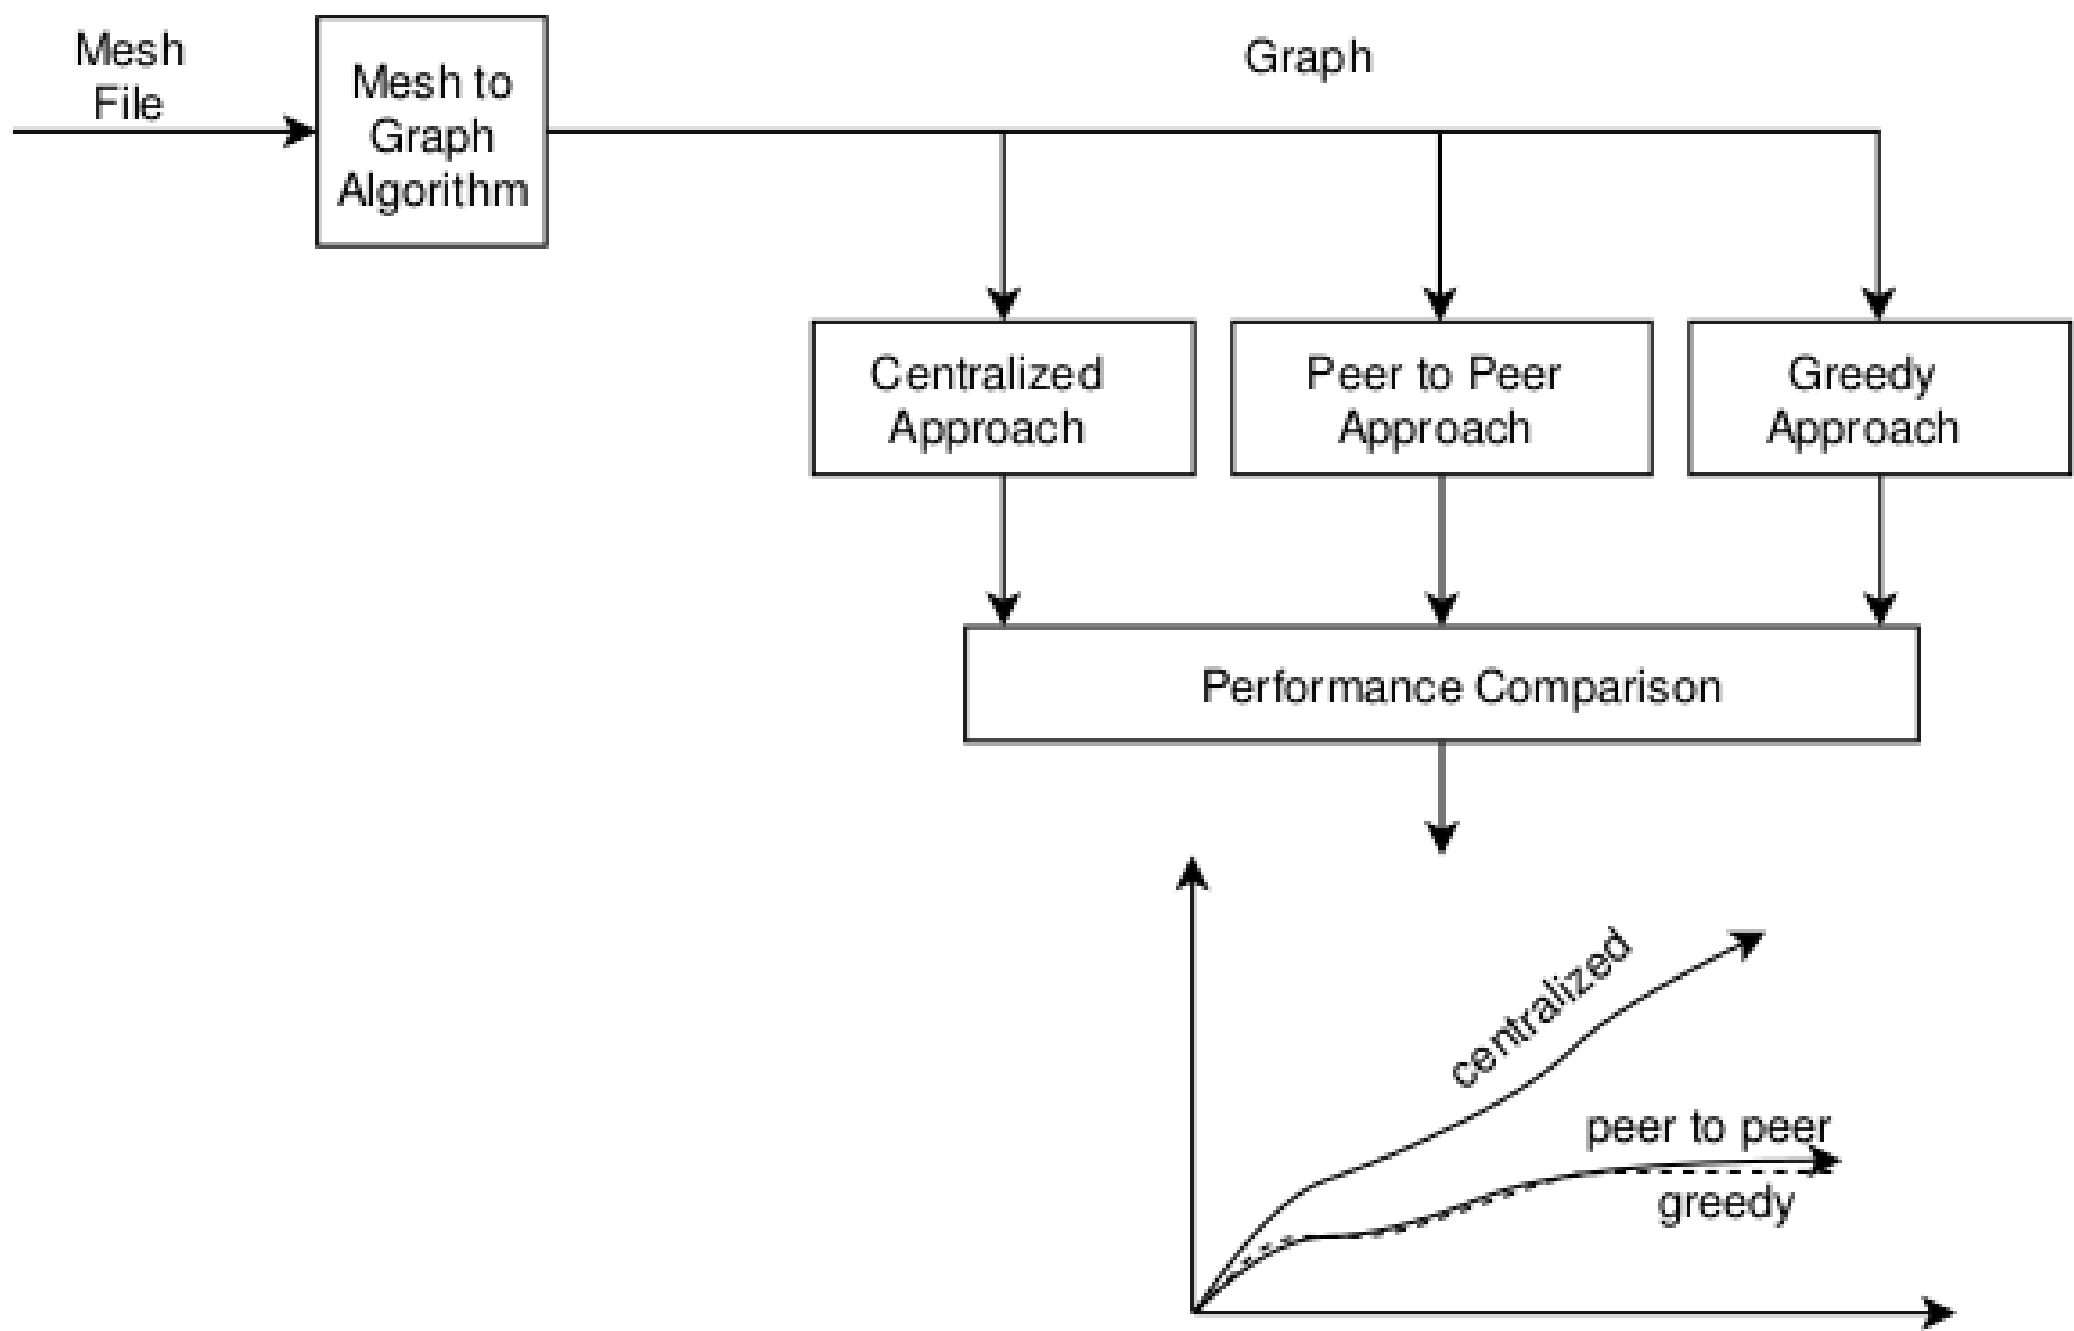 Mesh
File
Mesh to
Graph
Algorithm
Graph
Centralized
Approach
Peer to Peer
Approach
Greedy
Approach
Performance Comparison
centralized
peer to peer
greedy